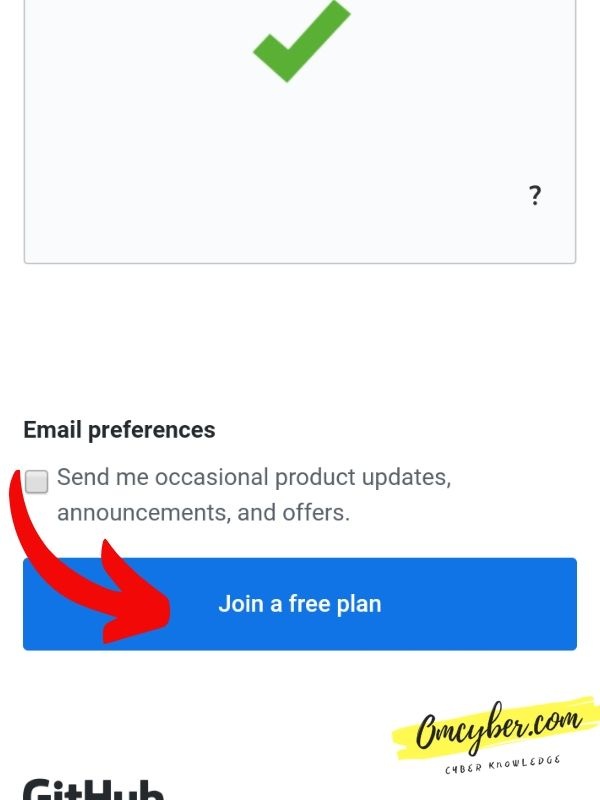 ?
Email preferences
Send me occasional product updates,
announcements, and offers.
Join a free plan
Omcyber.com
CYBER KNOWLEDGE
GitHub